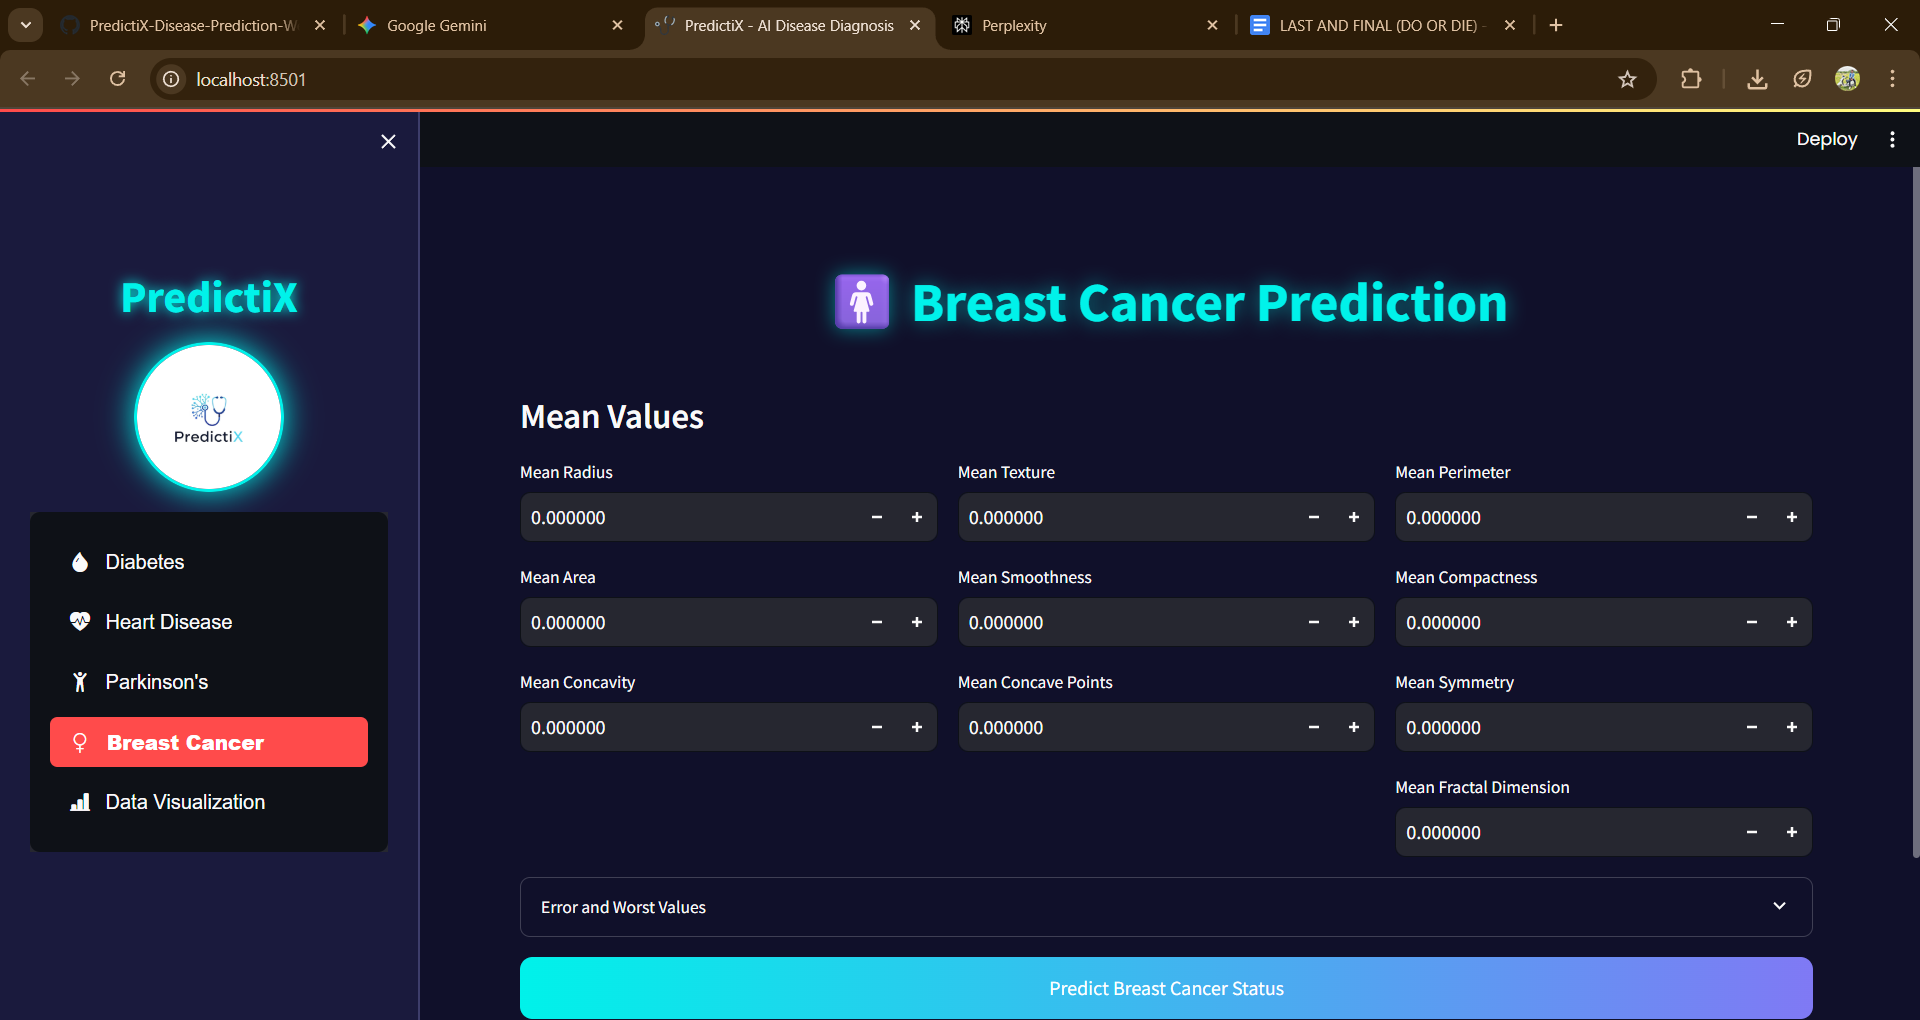 PredictiX-Disease-Prediction-W
Google Gemini
PredictiX - AI Disease Diagnosis
Perplexity
LAST AND FINAL (DO OR DIE) -
localhost:8501
Deploy
PredictiX
PredictiX
Diabetes
Heart Disease
Parkinson's
Breast Cancer
Data Visualization
Breast Cancer Prediction
Mean Values
Mean Radius
Mean Texture
Mean Perimeter
0.000000
0.000000
0.000000
Mean Area
Mean Smoothness
Mean Compactness
0.000000
0.000000
0.000000
Mean Concavity
Mean Concave Points
Mean Symmetry
0.000000
0.000000
0.000000
Mean Fractal Dimension
0.000000
Error and Worst Values
Predict Breast Cancer Status